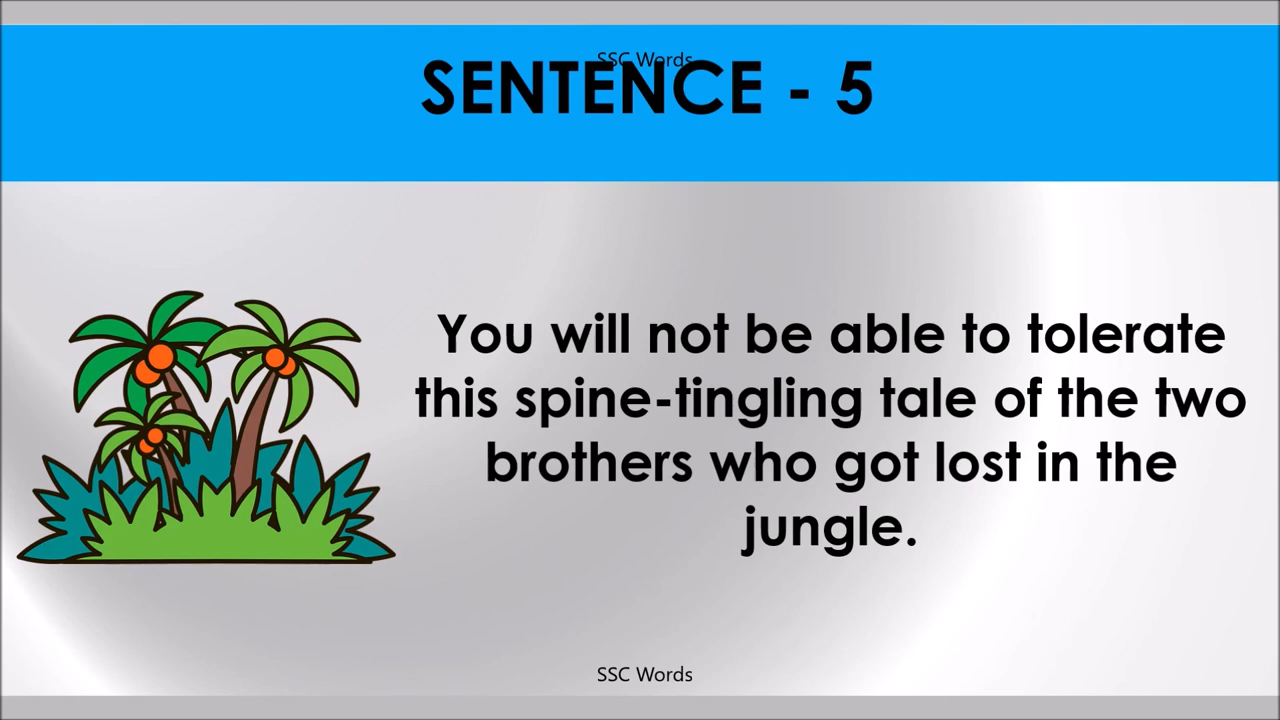 SSC Words
SENTENCE - 5
You will not be able to tolerate
this spine-tingling tale of the two
brothers who got lost in the
jungle.
SSC Words